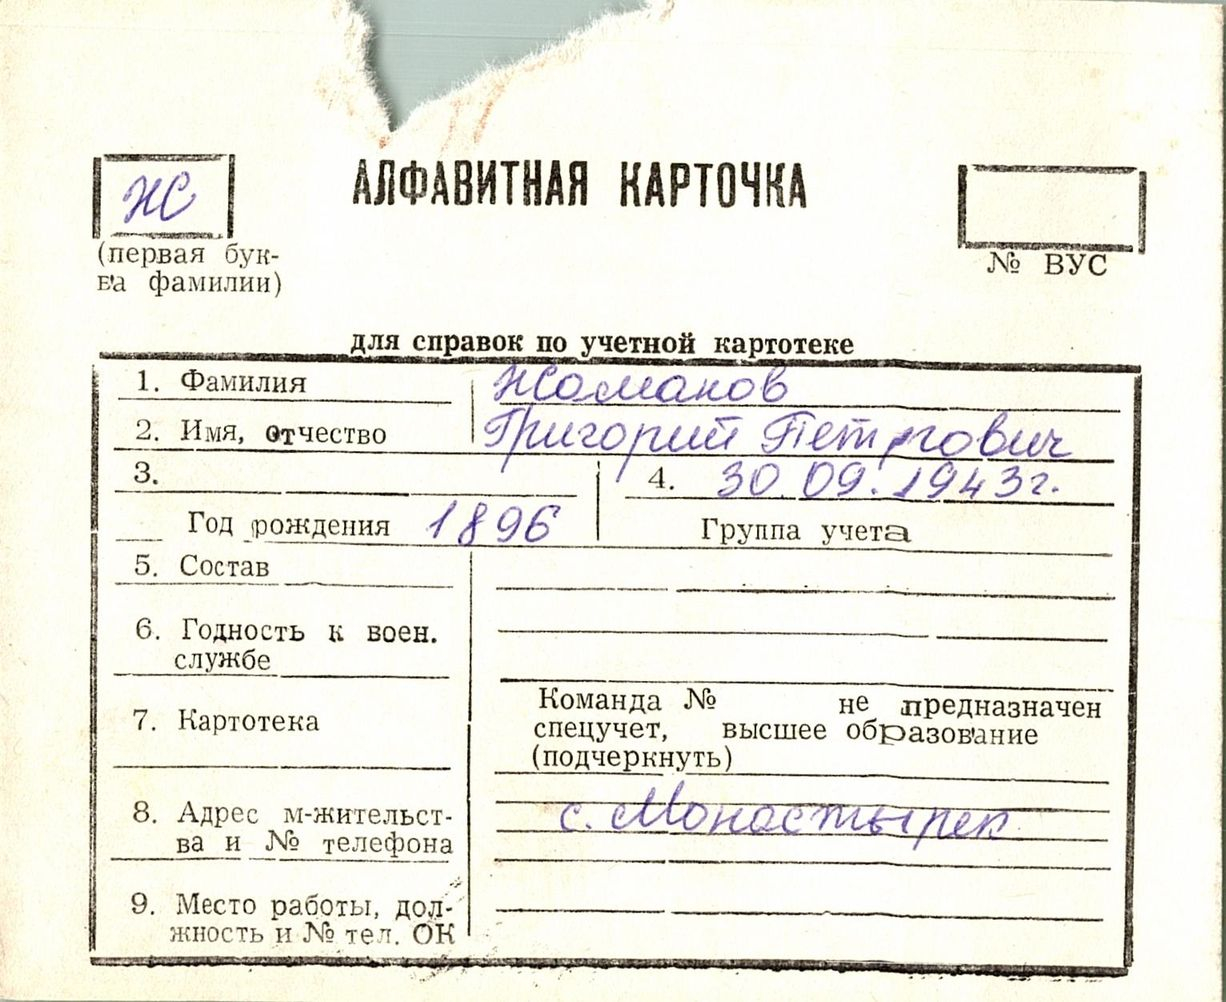 Ж
АЛФАВИТНАЯ КАРТОЧКА
(первая бук-
ва фамилии)
№ ВУС
для справок по учетной картотеке
1. Фамилия Жоманов
2. Имя, отчество Григорий Петрович
3.
4. 30.09.1943г.
Год рождения 1896
Группа учета
5. Состав
6. Годность к воен.
службе
7. Картотека
Команда № не предназначен
спецучет, высшее образование
(подчеркнуть)
8. Адрес м-жительст-
ва и № телефона
с. Монастырек
9. Место работы, дол-
жность и № тел. ОК